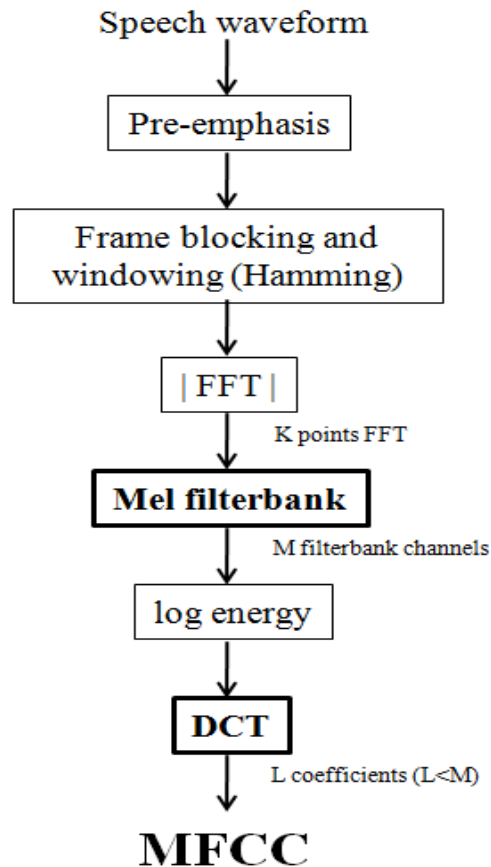 Speech waveform
Pre-emphasis
Frame blocking and
windowing (Hamming)
| FFT |
K points FFT
Mel filterbank
M filterbank channels
log energy
DCT
L coefficients (L<M)
MFCC